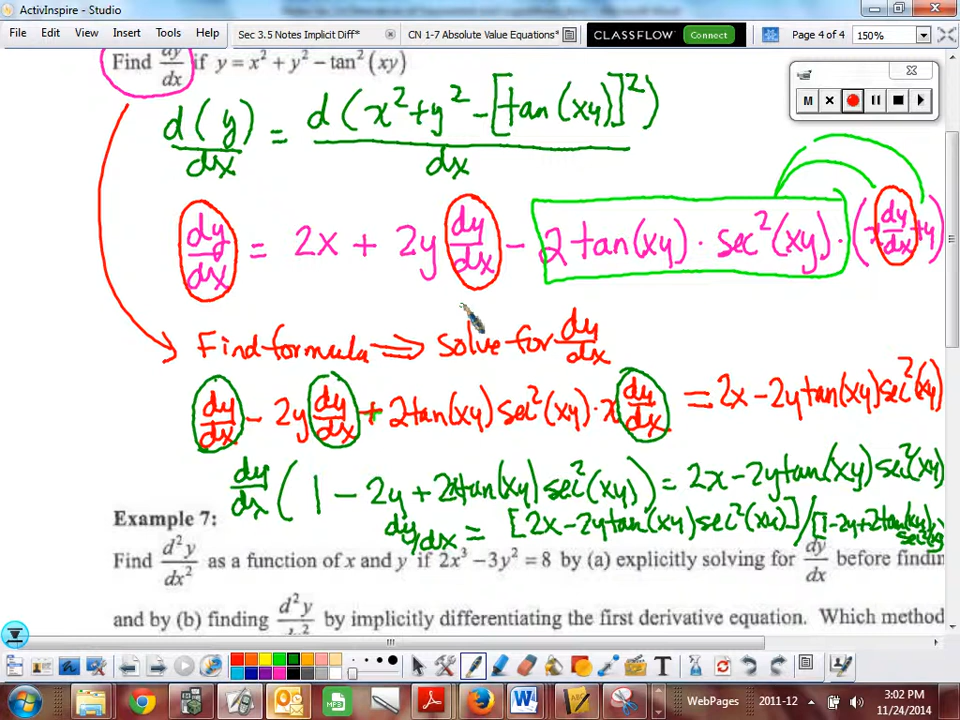 ActivInspire - Studio
File Edit View Insert Tools Help Sec 3.5 Notes Implicit Diff* CN 1-7 Absolute Value Equations* CLASSFLOW Connect Page 4 of 4 150%
Find dy/dx if y = x² + y² − tan²(xy)
M
d(y)/dx = d(x² + y² − [tan(xy)]²)/dx
dy/dx = 2x + 2y dy/dx − 2tan(xy) · sec²(xy) · (x dy/dx + y)
Find formula ⇒ Solve for dy/dx
dy/dx − 2y dy/dx + 2tan(xy) sec²(xy) · x dy/dx = 2x − 2y tan(xy) sec²(xy)
dy/dx (1 − 2y + 2x tan(xy) sec²(xy)) = 2x − 2y tan(xy) sec²(xy)
dy/dx = [2x − 2y tan(xy) sec²(xy)] / [1 − 2y + 2 tan(xy)
Example 7:
Find d²y/dx² as a function of x and y if 2x³ − 3y² = 8 by (a) explicitly solving for dy/dx before findin
and by (b) finding d²y by implicitly differentiating the first derivative equation. Which method
T
WebPages 2011-12 3:02 PM
11/24/2014